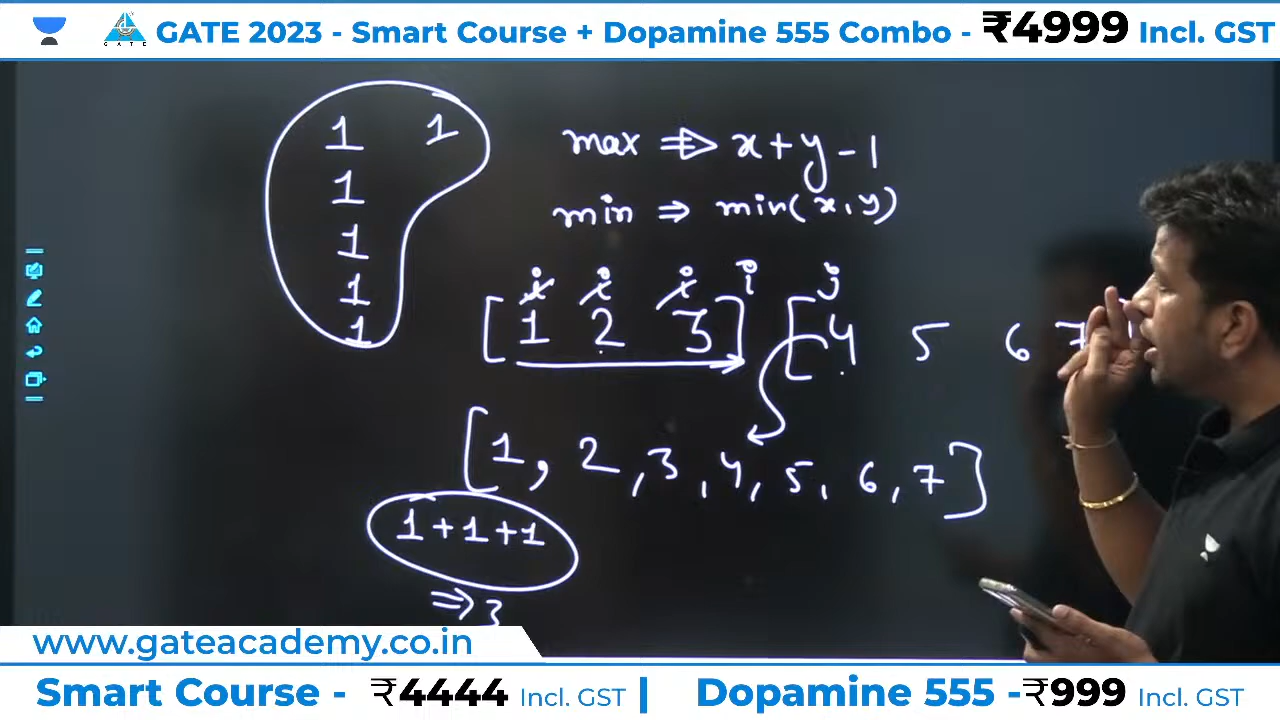 GATE 2023 - Smart Course + Dopamine 555 Combo - ₹4999 Incl. GST
GATE
1 1
1
1
1
1
max ⇒ x + y - 1
min ⇒ min(x, y)
i i i i j
[1 2 3] [4 5 6 7
[1, 2, 3, 4, 5, 6, 7]
1 + 1 + 1
⇒ 3
www.gateacademy.co.in
Smart Course - ₹4444 Incl. GST | Dopamine 555 -₹999 Incl. GST